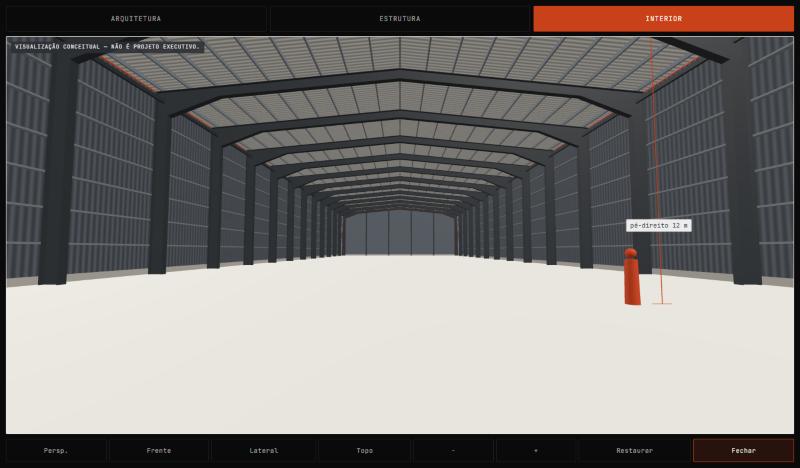 ARQUITETURA
ESTRUTURA
INTERIOR
VISUALIZAÇÃO CONCEITUAL — NÃO É PROJETO EXECUTIVO.
pé-direito 12 m
Persp.
Frente
Lateral
Topo
-
+
Restaurar
Fechar